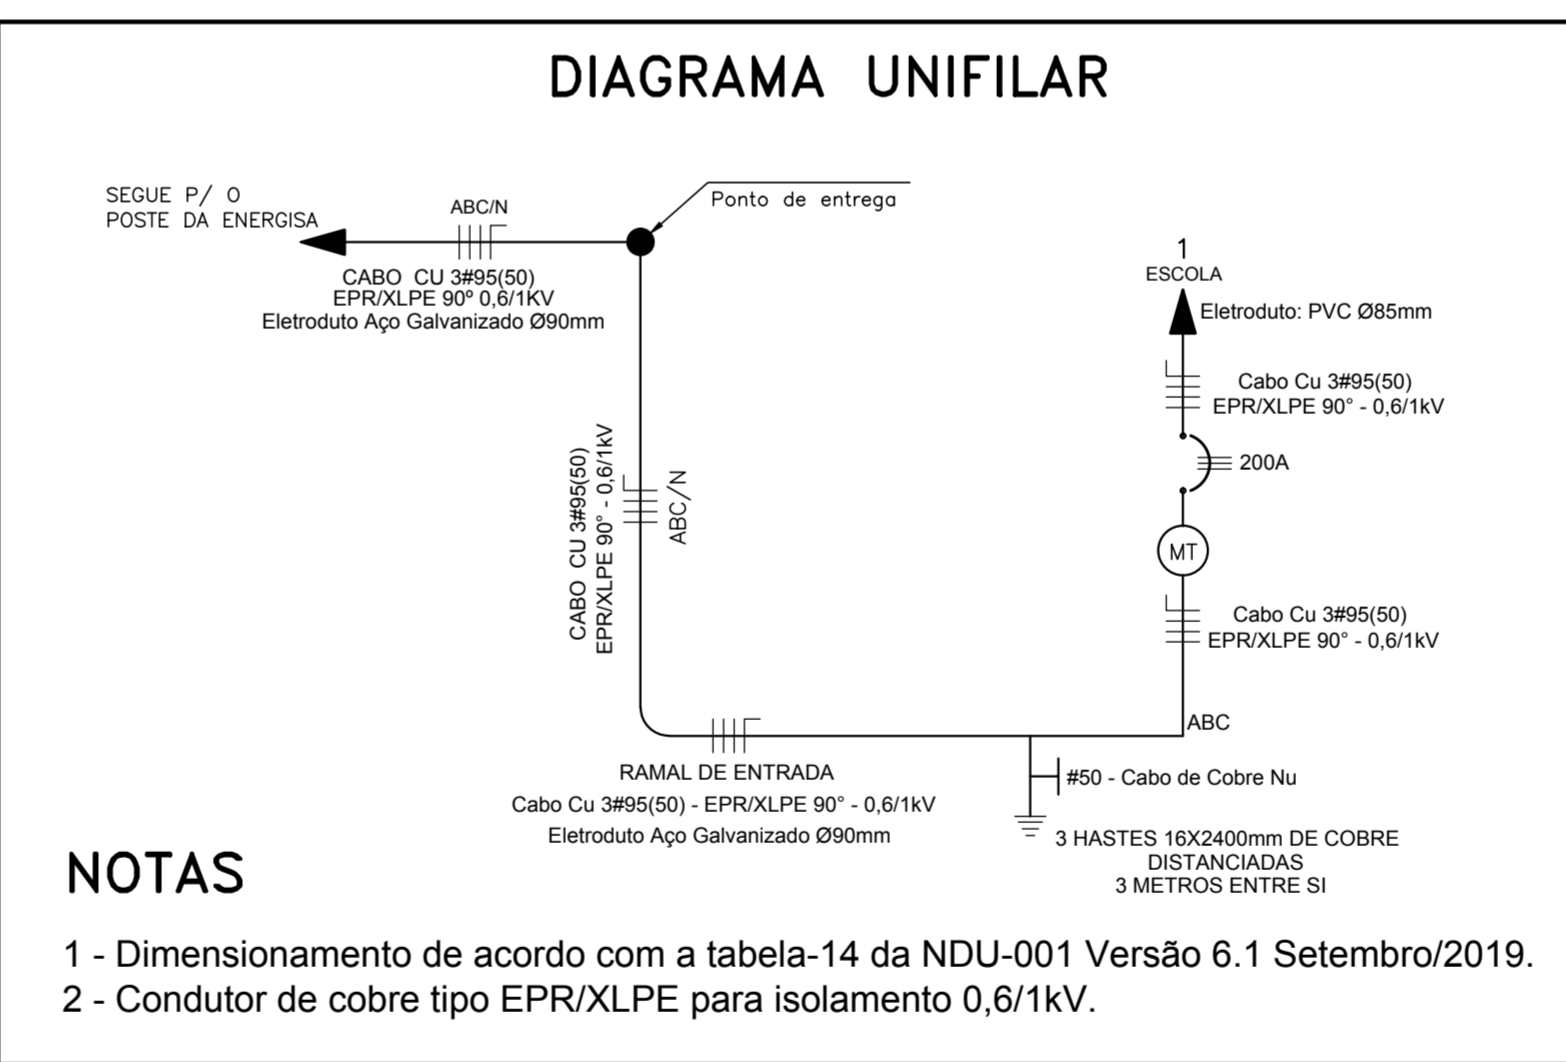 DIAGRAMA UNIFILAR
SEGUE P/ O
POSTE DA ENERGISA
ABC/N
CABO CU 3#95(50)
EPR/XLPE 90º 0,6/1KV
Eletroduto Aço Galvanizado Ø90mm
Ponto de entrega
1
ESCOLA
Eletroduto: PVC Ø85mm
Cabo Cu 3#95(50)
EPR/XLPE 90° - 0,6/1kV
200A
MT
Cabo Cu 3#95(50)
EPR/XLPE 90° - 0,6/1kV
ABC
CABO CU 3#95(50)
EPR/XLPE 90° - 0,6/1kV
ABC/N
RAMAL DE ENTRADA
Cabo Cu 3#95(50) - EPR/XLPE 90° - 0,6/1kV
Eletroduto Aço Galvanizado Ø90mm
#50 - Cabo de Cobre Nu
3 HASTES 16X2400mm DE COBRE
DISTANCIADAS
3 METROS ENTRE SI
NOTAS
1 - Dimensionamento de acordo com a tabela-14 da NDU-001 Versão 6.1 Setembro/2019.
2 - Condutor de cobre tipo EPR/XLPE para isolamento 0,6/1kV.